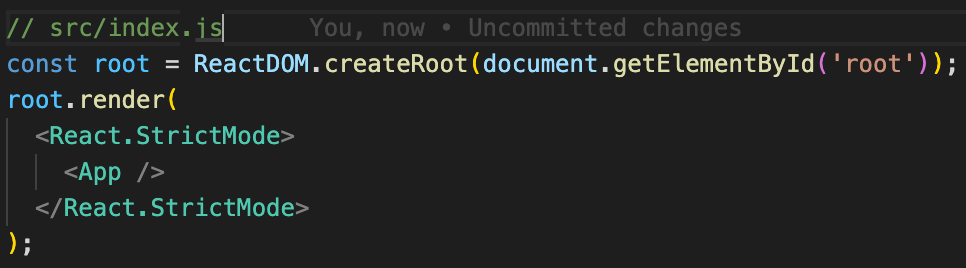 // src/index.js You, now • Uncommitted changes
const root = ReactDOM.createRoot(document.getElementById('root'));
root.render(
  <React.StrictMode>
    <App />
  </React.StrictMode>
);